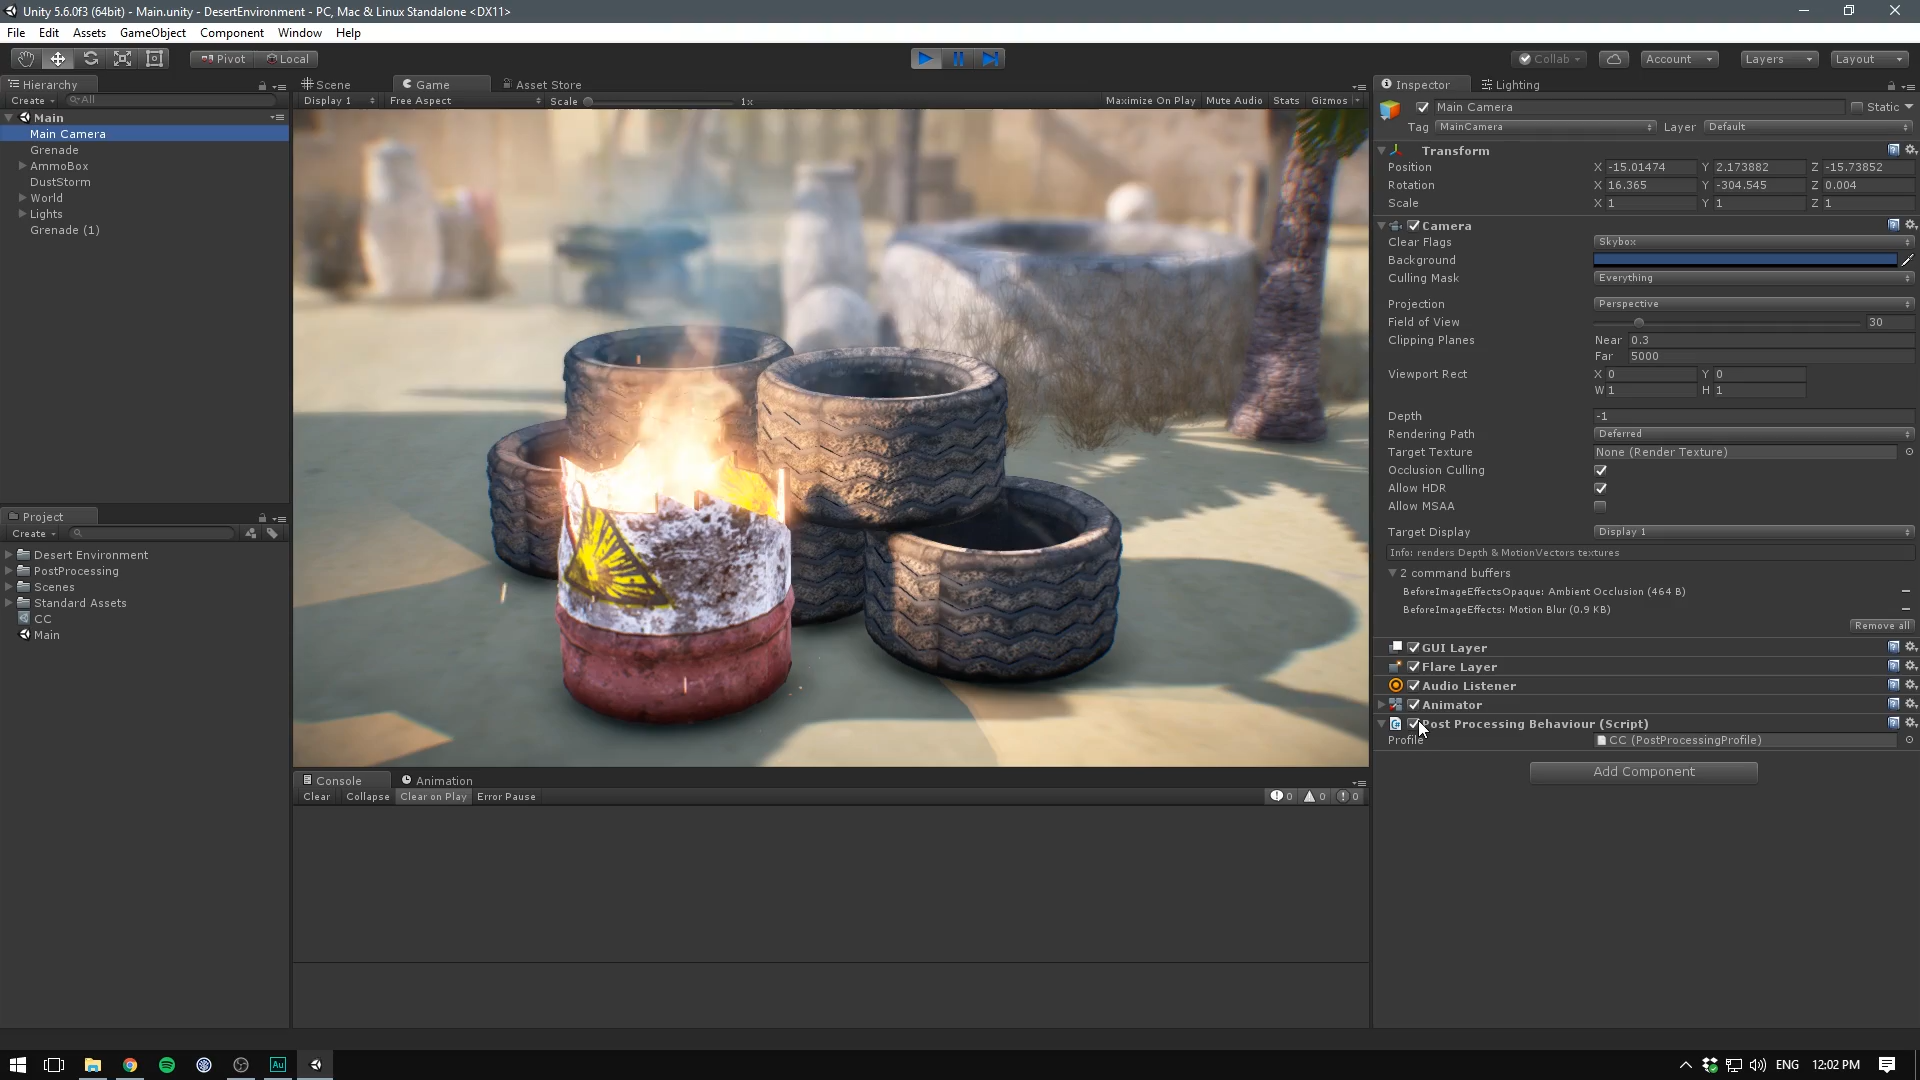 Unity 5.6.0f3 (64bit) - Main.unity - DesertEnvironment - PC, Mac & Linux Standalone <DX11>
File Edit Assets GameObject Component Window Help
Pivot Local Collab Account Layers Layout
Hierarchy
Create All
Main
Main Camera
Grenade
AmmoBox
DustStorm
World
Lights
Grenade (1)
Project
Create
Desert Environment
PostProcessing
Scenes
Standard Assets
CC
Main
Scene Game Asset Store
Display 1 Free Aspect Scale 1x Maximize On Play Mute Audio Stats Gizmos
Console Animation
Clear Collapse Clear on Play Error Pause 0 0 0
Inspector Lighting
Main Camera Static
Tag MainCamera Layer Default
Transform
Position X -15.01474 Y 2.173882 Z -15.73852
Rotation X 16.365 Y -304.545 Z 0.004
Scale X 1 Y 1 Z 1
Camera
Clear Flags Skybox
Background
Culling Mask Everything
Projection Perspective
Field of View 30
Clipping Planes Near 0.3
Far 5000
Viewport Rect X 0 Y 0
W 1 H 1
Depth -1
Rendering Path Deferred
Target Texture None (Render Texture)
Occlusion Culling
Allow HDR
Allow MSAA
Target Display Display 1
Info: renders Depth & MotionVectors textures
2 command buffers
BeforeImageEffectsOpaque: Ambient Occlusion (464 B)
BeforeImageEffects: Motion Blur (0.9 KB)
Remove all
GUI Layer
Flare Layer
Audio Listener
Animator
Post Processing Behaviour (Script)
Profile CC (PostProcessingProfile)
Add Component
Au ENG 12:02 PM